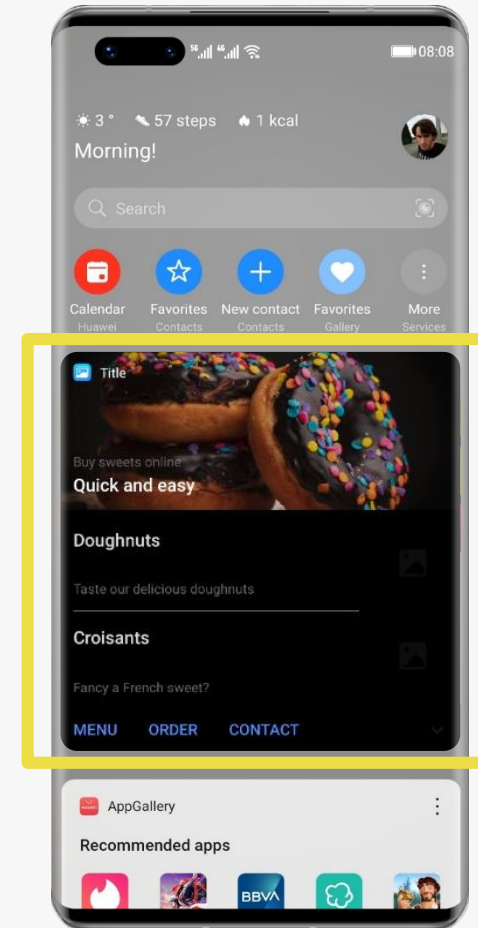 5G 4G 08:08
3° 57 steps 1 kcal
Morning!
Search
Calendar Favorites New contact Favorites More
Huawei Contacts Contacts Gallery Services
Title
Buy sweets online
Quick and easy
Doughnuts
Taste our delicious doughnuts
Croisants
Fancy a French sweet?
MENU ORDER CONTACT
AppGallery
Recommended apps
BBVA